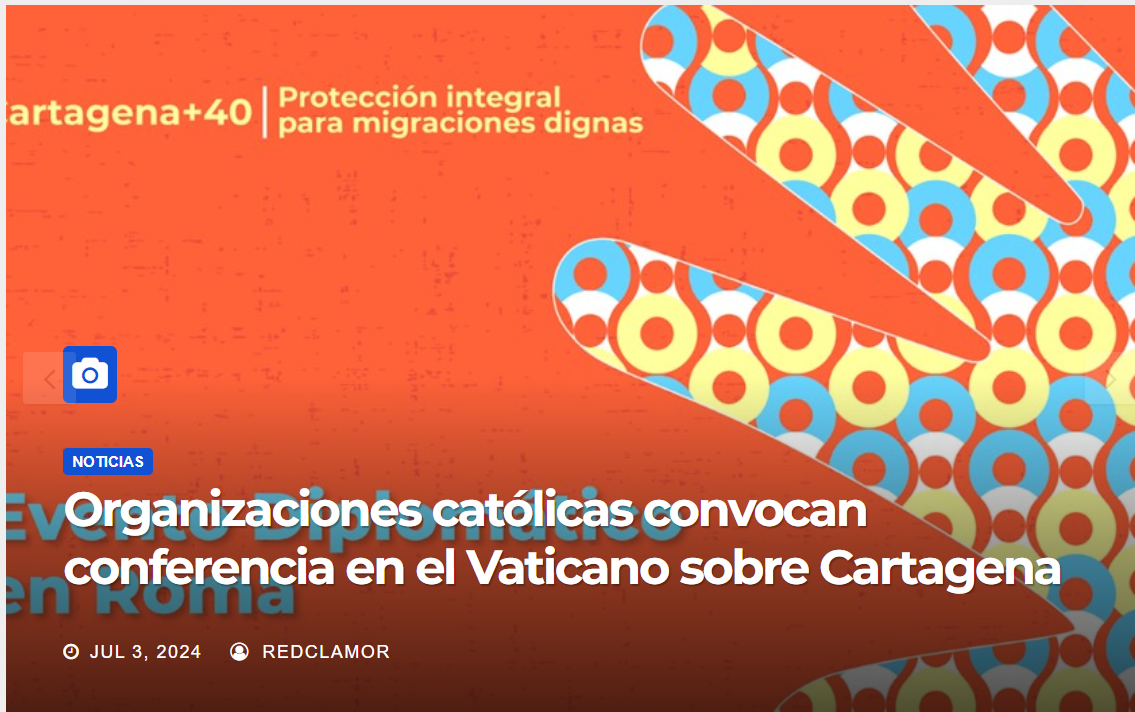 artagena+40
Protección integral
para migraciones dignas
NOTICIAS
Evento Diplomático
en Roma
Organizaciones católicas convocan
conferencia en el Vaticano sobre Cartagena
JUL 3, 2024 REDCLAMOR